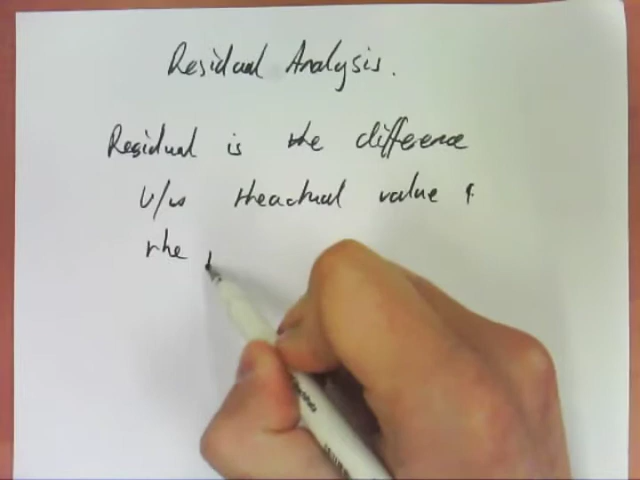 Residual Analysis.
Residual is the difference
b/w the actual value &
the